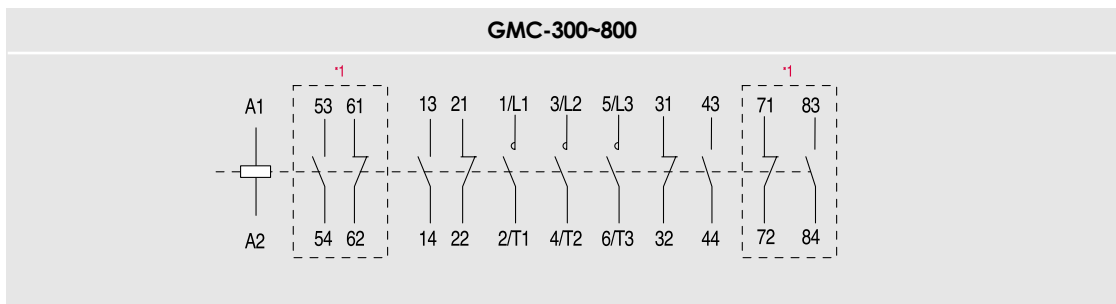 GMC-300~800
*1 *1
A1 53 61 13 21 1/L1 3/L2 5/L3 31 43 71 83
A2 54 62 14 22 2/T1 4/T2 6/T3 32 44 72 84